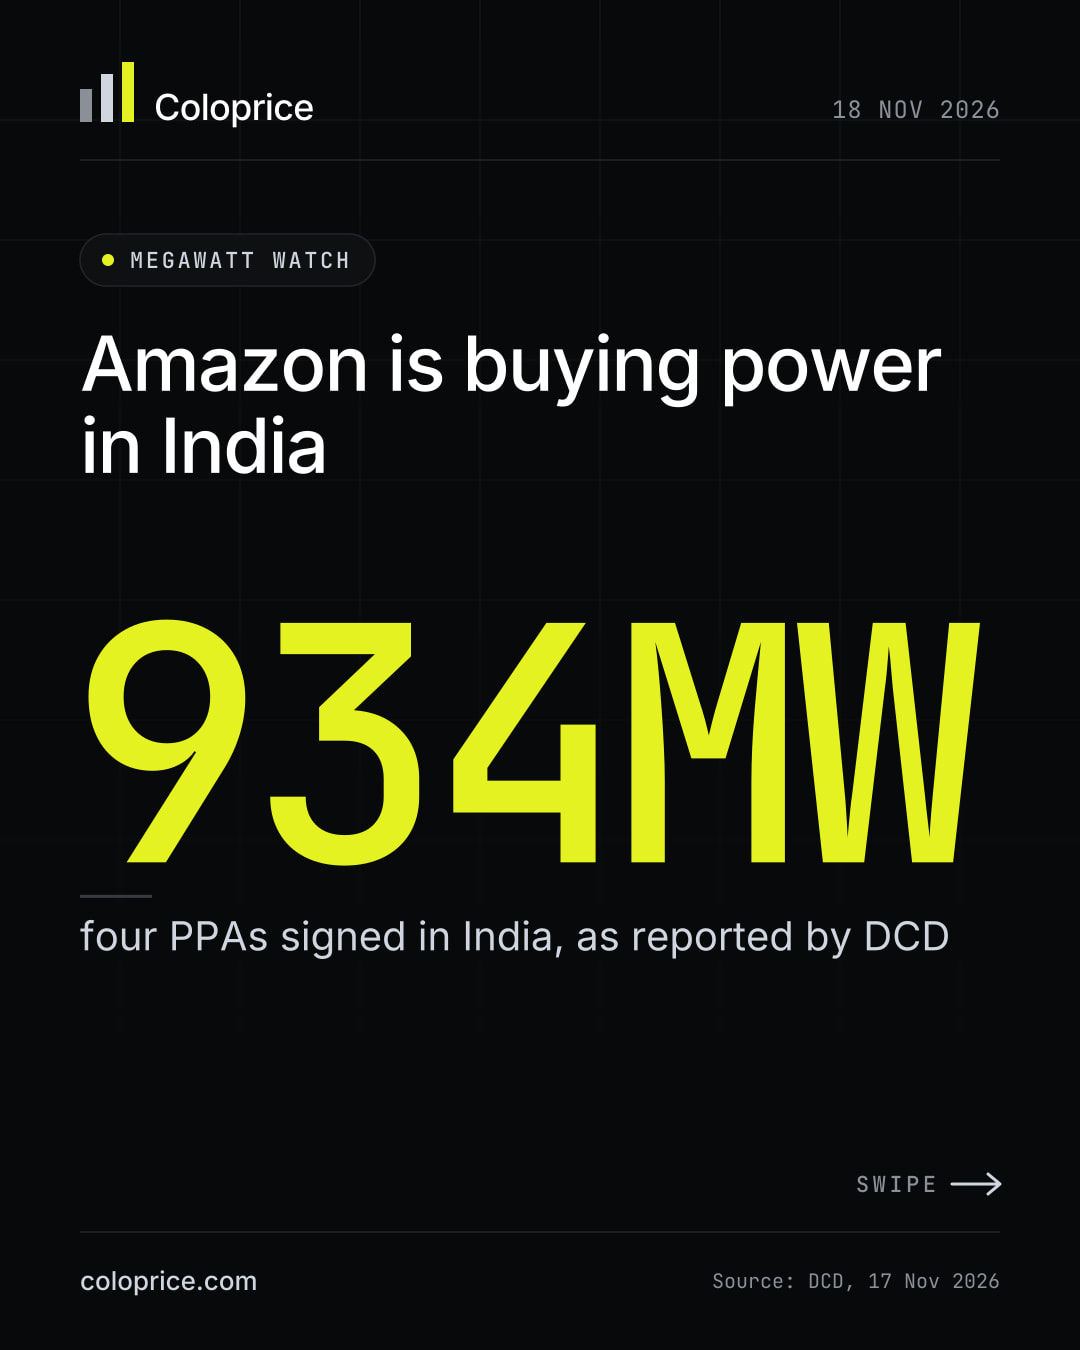 Coloprice
18 NOV 2026
MEGAWATT WATCH
Amazon is buying power
in India
934MW
four PPAs signed in India, as reported by DCD
SWIPE
coloprice.com
Source: DCD, 17 Nov 2026